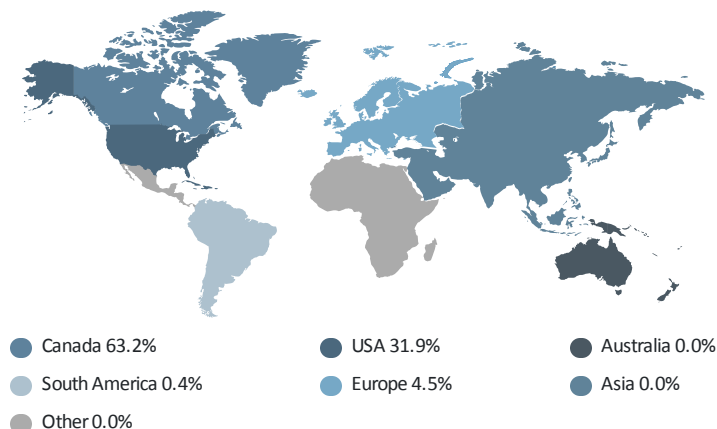 Canada 63.2%
USA 31.9%
Australia 0.0%
South America 0.4%
Europe 4.5%
Asia 0.0%
Other 0.0%